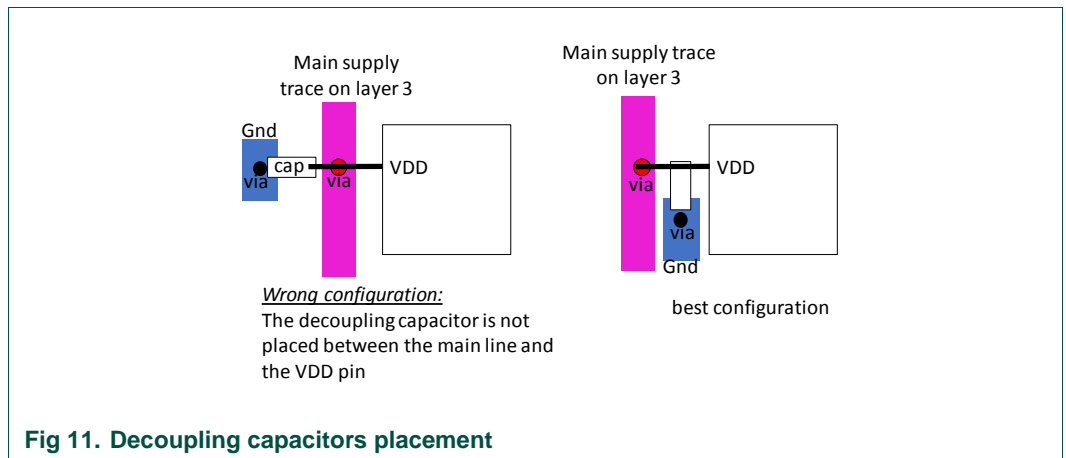 Main supply
trace on layer 3
Gnd
cap
via
via
VDD
Wrong configuration:
The decoupling capacitor is not
placed between the main line and
the VDD pin
Main supply trace
on layer 3
VDD
via
via
Gnd
best configuration
Fig 11. Decoupling capacitors placement